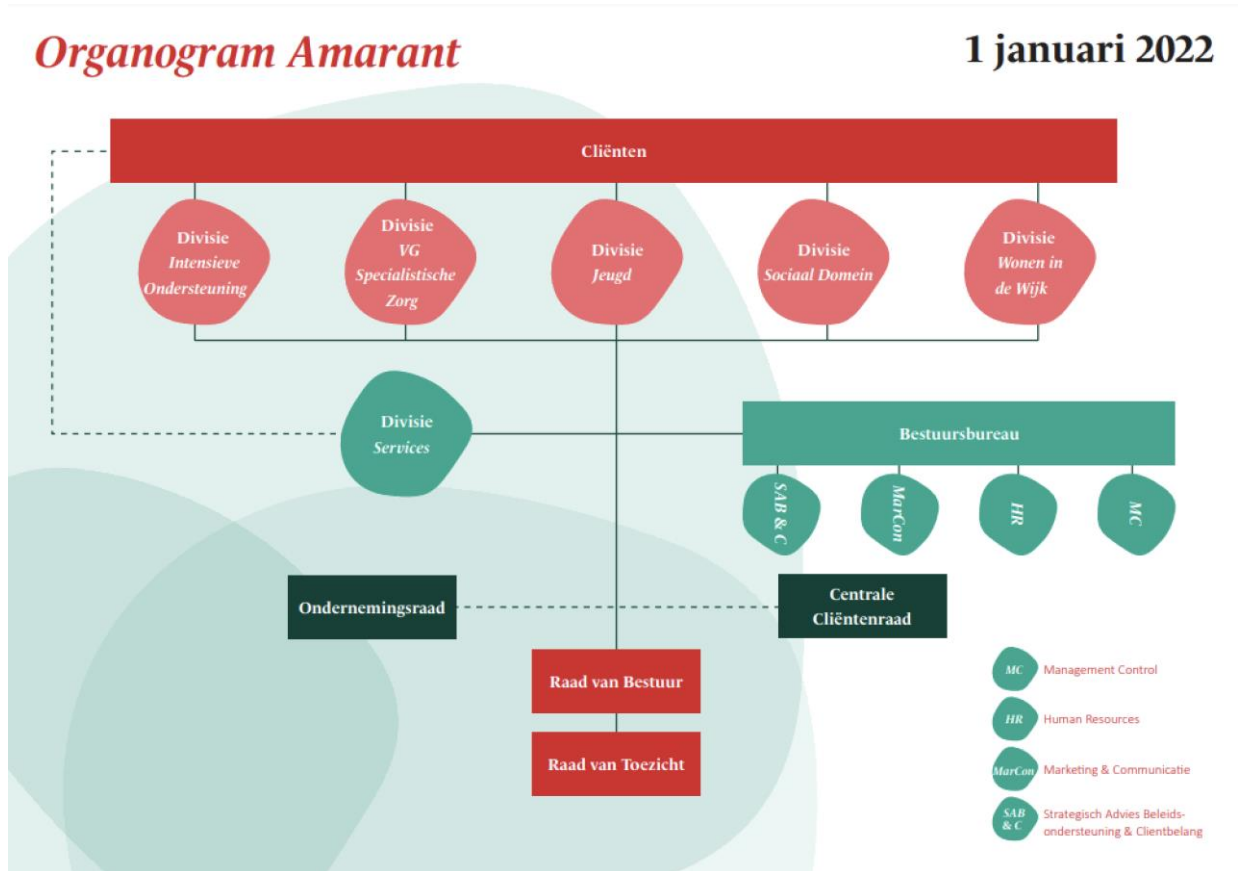 Organogram Amarant
1 januari 2022
Cliënten
Divisie
Intensieve
Ondersteuning
Divisie
VG
Specialistische
Zorg
Divisie
Jeugd
Divisie
Sociaal Domein
Divisie
Wonen in
de Wijk
Divisie
Services
Bestuursbureau
SAB & C
MarCon
HR
MC
Ondernemingsraad
Centrale
Cliëntenraad
Raad van Bestuur
Raad van Toezicht
MC
Management Control
HR
Human Resources
MarCon
Marketing & Communicatie
SAB
& C
Strategisch Advies Beleids-
ondersteuning & Clientbelang